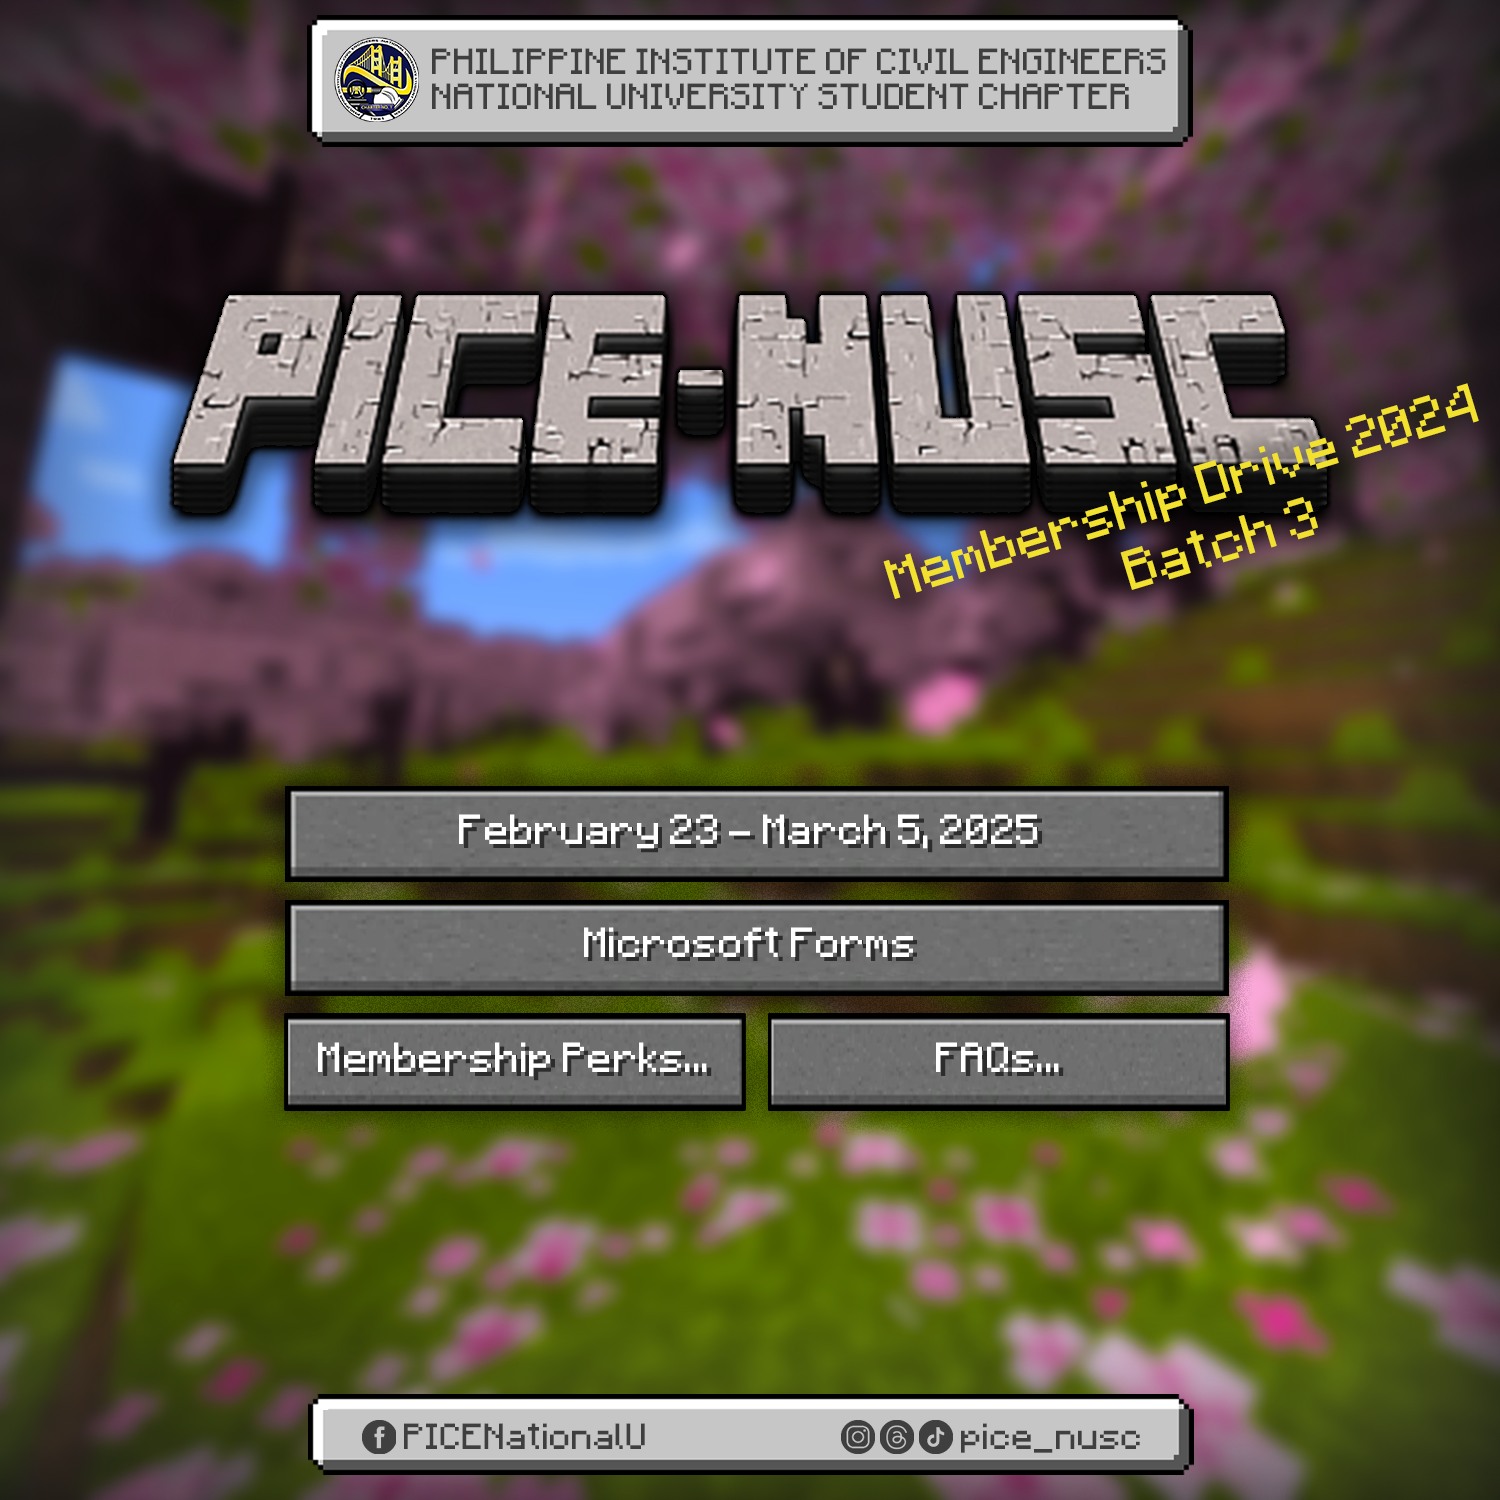 PHILIPPINE INSTITUTE OF CIVIL ENGINEERS
NATIONAL UNIVERSITY STUDENT CHAPTER
PICE-NUSC
Membership Drive 2024
Batch 3
February 23 – March 5, 2025
Microsoft Forms
Membership Perks...
FAQs...
PICENationalU
pice_nusc